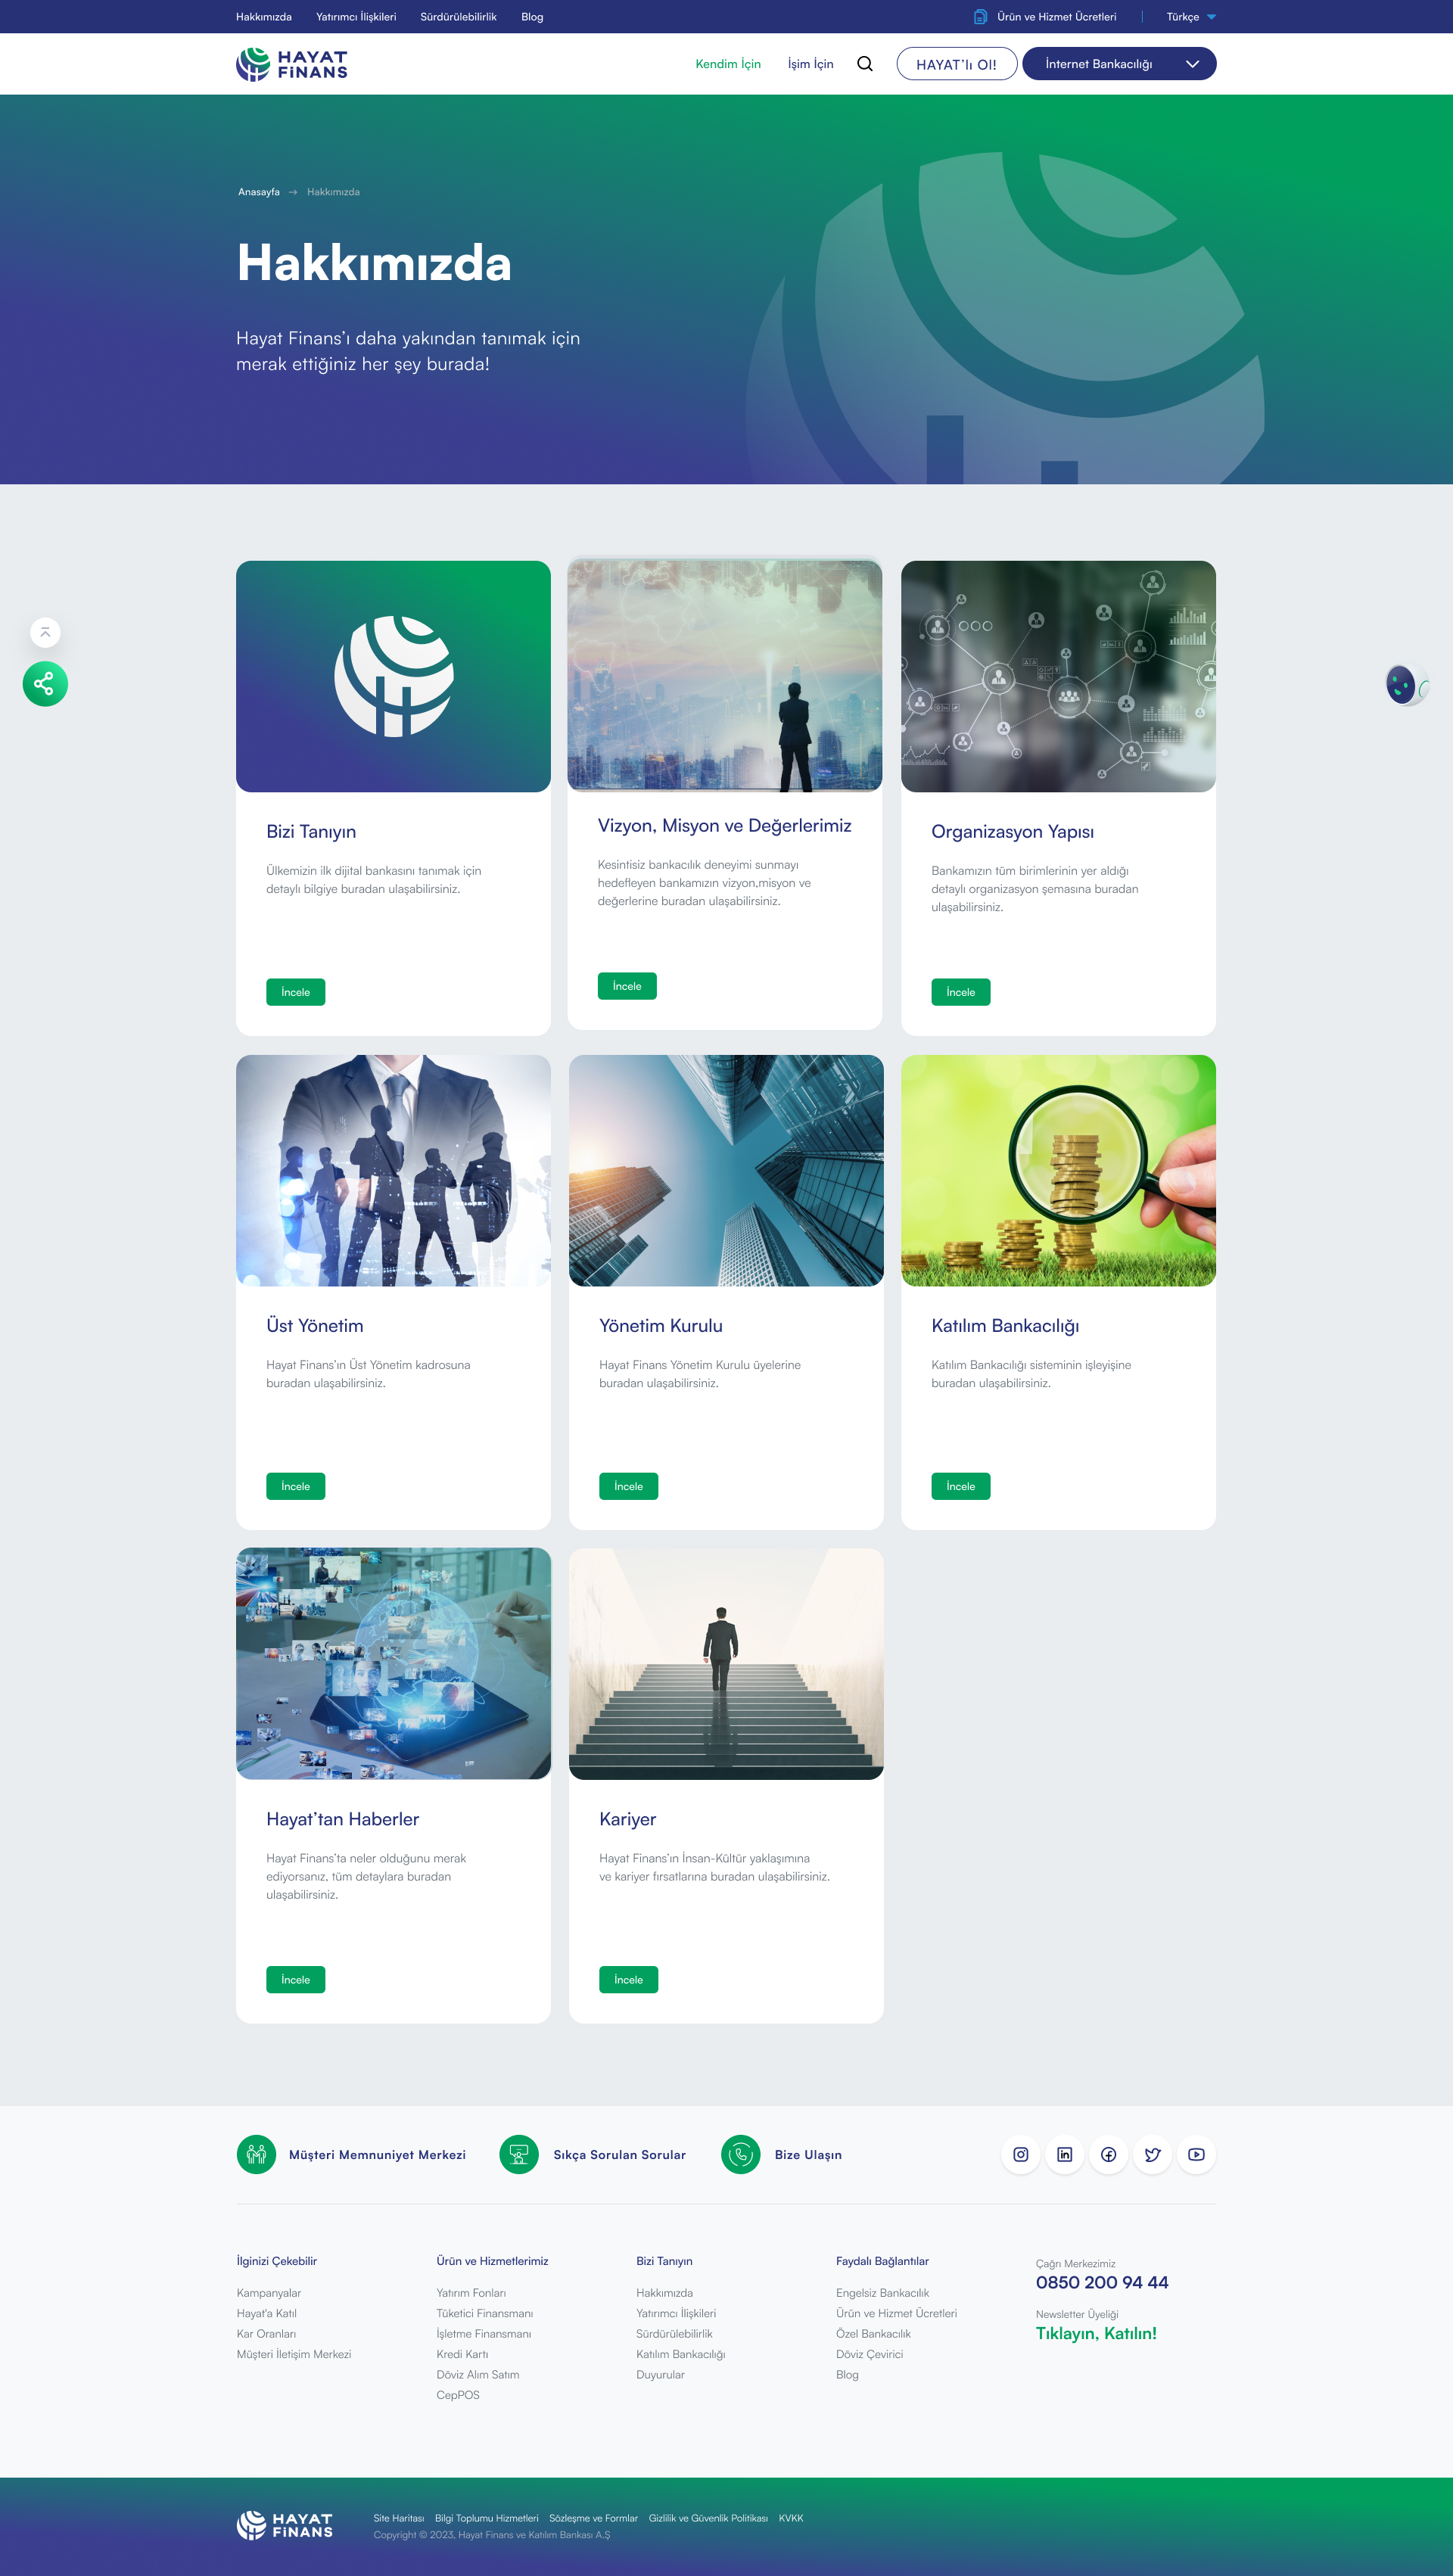 Hakkımızda
Yatırımcı İlişkileri
Sürdürülebilirlik
Blog
Ürün ve Hizmet Ücretleri
Türkçe
HAYAT
FİNANS
Kendim İçin
İşim İçin
HAYAT’lı Ol!
İnternet Bankacılığı
Anasayfa → Hakkımızda
Hakkımızda
Hayat Finans’ı daha yakından tanımak için
merak ettiğiniz her şey burada!
Bizi Tanıyın
Ülkemizin ilk dijital bankasını tanımak için
detaylı bilgiye buradan ulaşabilirsiniz.
İncele
Vizyon, Misyon ve Değerlerimiz
Kesintisiz bankacılık deneyimi sunmayı
hedefleyen bankamızın vizyon,misyon ve
değerlerine buradan ulaşabilirsiniz.
İncele
Organizasyon Yapısı
Bankamızın tüm birimlerinin yer aldığı
detaylı organizasyon şemasına buradan
ulaşabilirsiniz.
İncele
Üst Yönetim
Hayat Finans’ın Üst Yönetim kadrosuna
buradan ulaşabilirsiniz.
İncele
Yönetim Kurulu
Hayat Finans Yönetim Kurulu üyelerine
buradan ulaşabilirsiniz.
İncele
Katılım Bankacılığı
Katılım Bankacılığı sisteminin işleyişine
buradan ulaşabilirsiniz.
İncele
Hayat’tan Haberler
Hayat Finans’ta neler olduğunu merak
ediyorsanız, tüm detaylara buradan
ulaşabilirsiniz.
İncele
Kariyer
Hayat Finans’ın İnsan-Kültür yaklaşımına
ve kariyer fırsatlarına buradan ulaşabilirsiniz.
İncele
Müşteri Memnuniyet Merkezi
Sıkça Sorulan Sorular
Bize Ulaşın
İlginizi Çekebilir
Kampanyalar
Hayat'a Katıl
Kar Oranları
Müşteri İletişim Merkezi
Ürün ve Hizmetlerimiz
Yatırım Fonları
Tüketici Finansmanı
İşletme Finansmanı
Kredi Kartı
Döviz Alım Satım
CepPOS
Bizi Tanıyın
Hakkımızda
Yatırımcı İlişkileri
Sürdürülebilirlik
Katılım Bankacılığı
Duyurular
Faydalı Bağlantılar
Engelsiz Bankacılık
Ürün ve Hizmet Ücretleri
Özel Bankacılık
Döviz Çevirici
Blog
Çağrı Merkezimiz
0850 200 94 44
Newsletter Üyeliği
Tıklayın, Katılın!
HAYAT
FİNANS
Site Haritası
Bilgi Toplumu Hizmetleri
Sözleşme ve Formlar
Gizlilik ve Güvenlik Politikası
KVKK
Copyright © 2023, Hayat Finans ve Katılım Bankası A.Ş